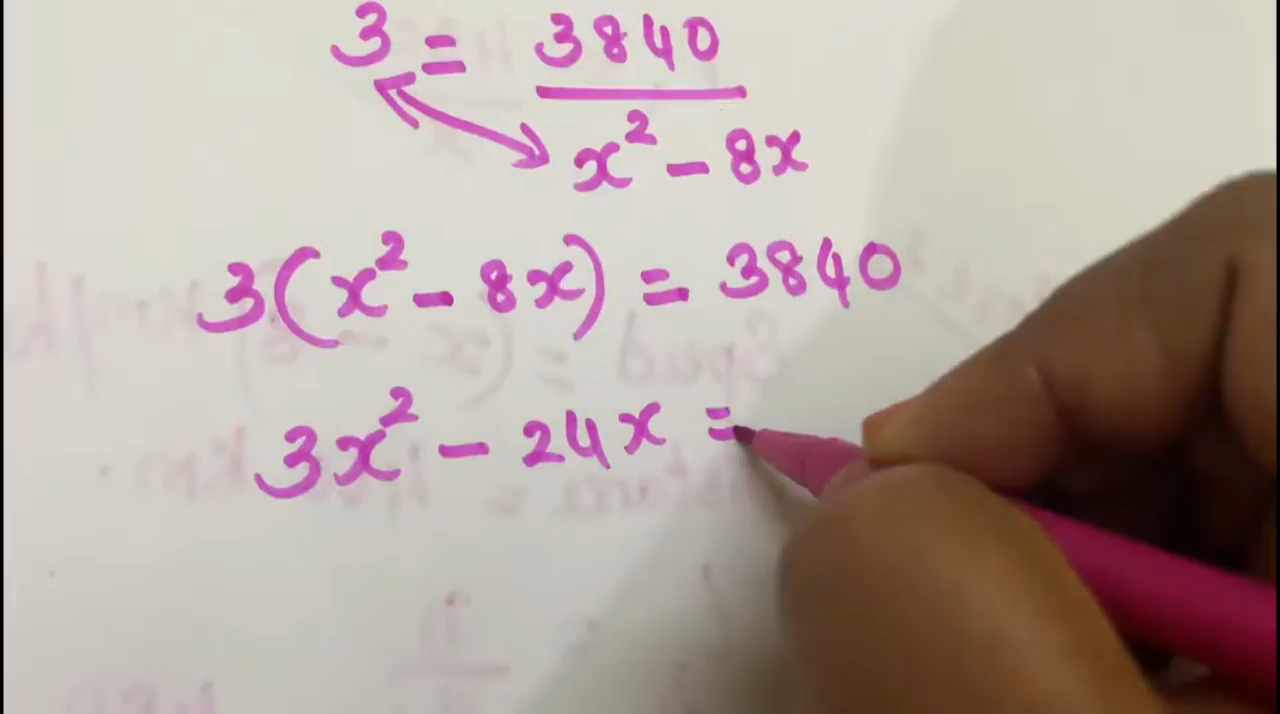 3 = 3840
x² - 8x
3(x² - 8x) = 3840
3x² - 24x =